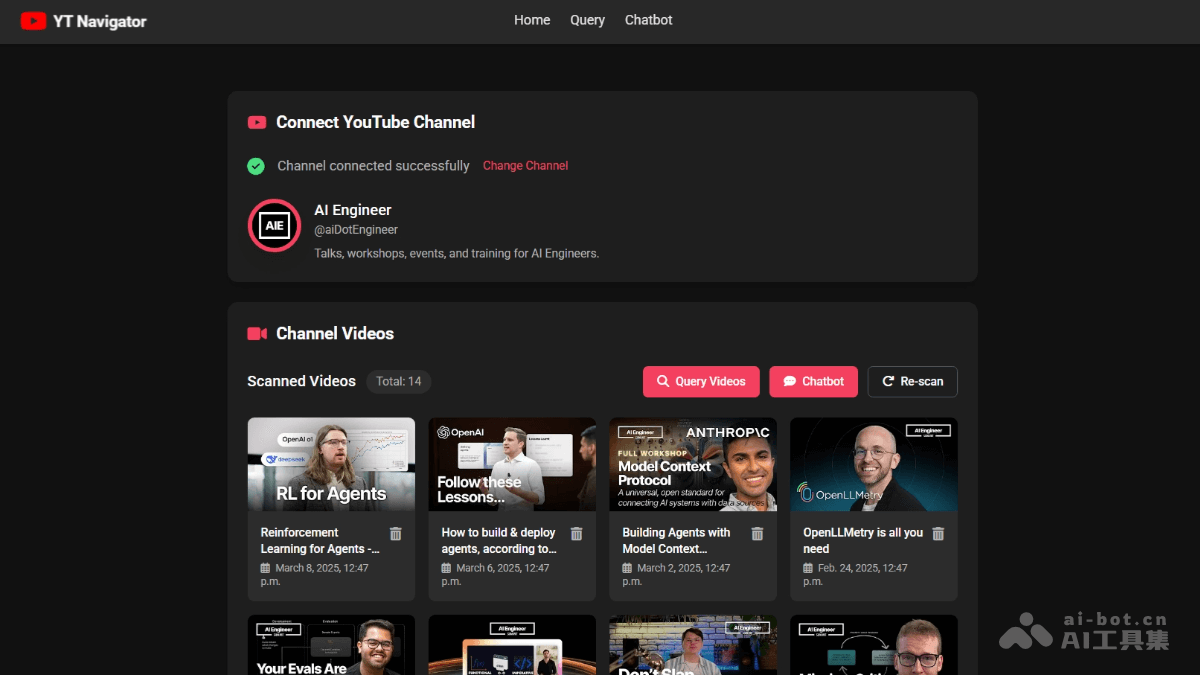 YT Navigator
Home Query Chatbot
Connect YouTube Channel
Channel connected successfully Change Channel
AIE
AI Engineer
@aiDotEngineer
Talks, workshops, events, and training for AI Engineers.
Channel Videos
Scanned Videos Total: 14
Query Videos Chatbot Re-scan
OpenAI o1
deepseek
RL for Agents
OpenAI
Follow these
Lessons...
AI Engineer
ANTHROP\C
FULL WORKSHOP
Model Context
Protocol
A universal, open standard for
connecting AI systems with data sources
AI Engineer
OpenLLMetry
Reinforcement
Learning for Agents -...
March 8, 2025, 12:47
p.m.
How to build & deploy
agents, according to...
March 6, 2025, 12:47
p.m.
Building Agents with
Model Context...
March 2, 2025, 12:47
p.m.
OpenLLMetry is all you
need
Feb. 24, 2025, 12:47
p.m.
AI Engineer
Your Evals Are
AI Engineer
AI Engineer
Don't Slap
AI Engineer
ai-bot.cn
AI工具集